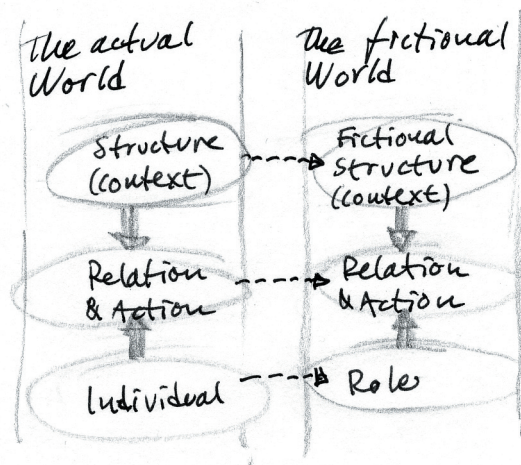 The actual
World
The fictional
World
Structure
(context)
Fictional
Structure
(context)
Relation
& Action
Relation
& Action
Individual
Role